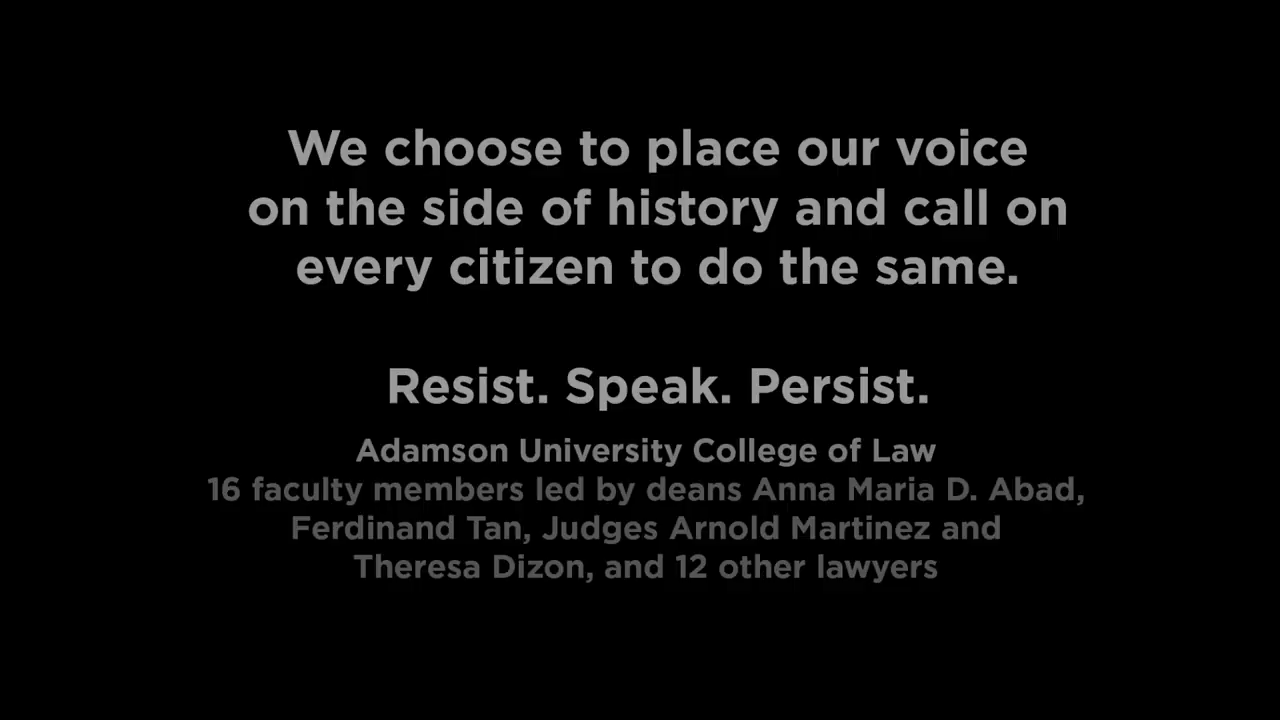 We choose to place our voice
on the side of history and call on
every citizen to do the same.
Resist. Speak. Persist.
Adamson University College of Law
16 faculty members led by deans Anna Maria D. Abad,
Ferdinand Tan, Judges Arnold Martinez and
Theresa Dizon, and 12 other lawyers